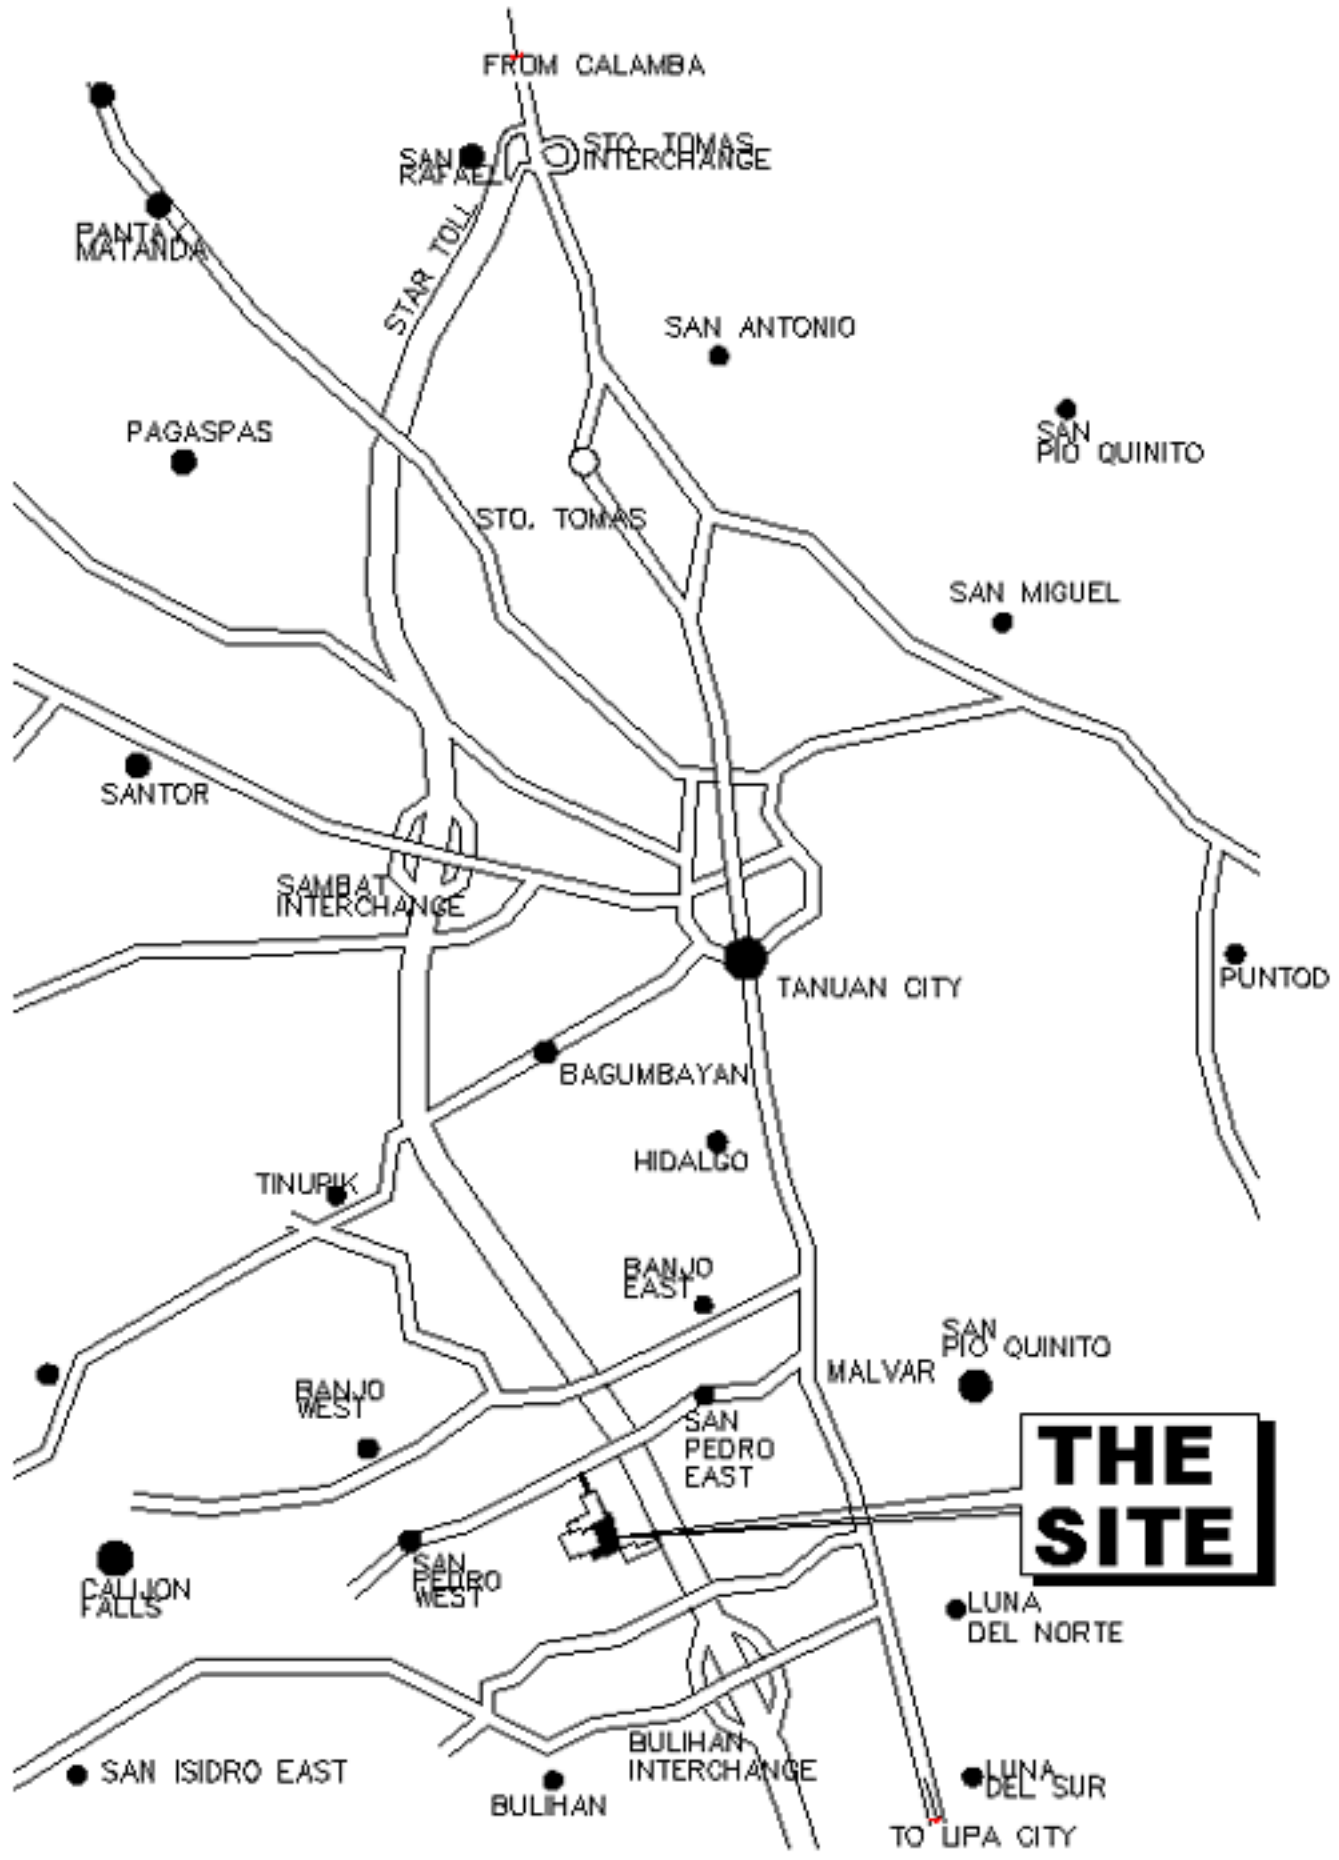 FROM CALAMBA
STO. TOMAS
INTERCHANGE
SAN
RAFAEL
STAR TOLL
PANTAY
MATANDA
SAN ANTONIO
PAGASPAS
SAN
PIO QUINITO
STO. TOMAS
SAN MIGUEL
SANTOR
SAMBAT
INTERCHANGE
TANUAN CITY
PUNTOD
BAGUMBAYAN
HIDALGO
TINURIK
BANJO
EAST
SAN
PIO QUINITO
MALVAR
BANJO
WEST
SAN
PEDRO
EAST
THE
SITE
SAN
PEDRO
WEST
FALLS
LUNA
DEL NORTE
BULIHAN
INTERCHANGE
SAN ISIDRO EAST
LUNA
DEL SUR
BULIHAN
TO LIPA CITY